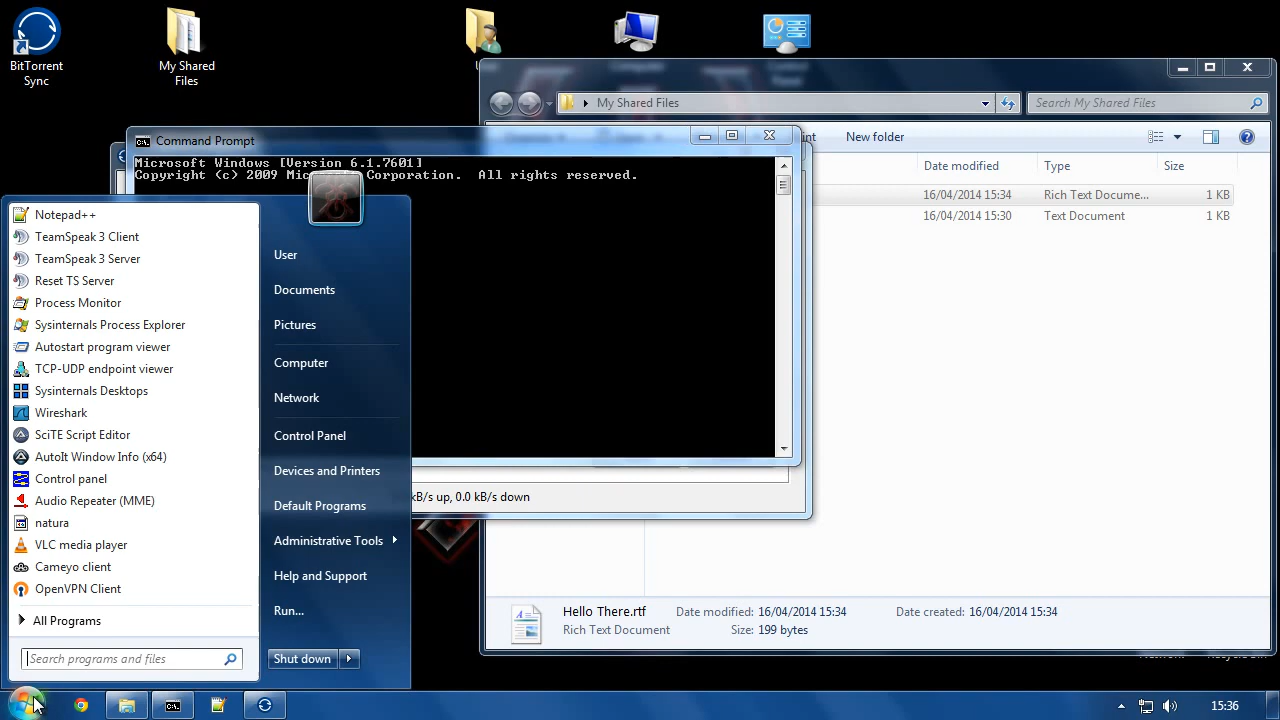 BitTorrent
Sync
My Shared
Files
My Shared Files
Search My Shared Files
New folder
Date modified
Type
Size
16/04/2014 15:34
Rich Text Docume...
1 KB
16/04/2014 15:30
Text Document
1 KB
Command Prompt
Microsoft Windows [Version 6.1.7601]
Copyright (c) 2009 Corporation.  All rights reserved.
Notepad++
TeamSpeak 3 Client
TeamSpeak 3 Server
Reset TS Server
Process Monitor
Sysinternals Process Explorer
Autostart program viewer
TCP-UDP endpoint viewer
Sysinternals Desktops
Wireshark
SciTE Script Editor
AutoIt Window Info (x64)
Control panel
Audio Repeater (MME)
natura
VLC media player
Cameyo client
OpenVPN Client
All Programs
Search programs and files
User
Documents
Pictures
Computer
Network
Control Panel
Devices and Printers
Default Programs
Administrative Tools
Help and Support
Run...
Shut down
kB/s up, 0.0 kB/s down
Hello There.rtf
Date modified: 16/04/2014 15:34
Date created: 16/04/2014 15:34
Rich Text Document
Size: 199 bytes
15:36